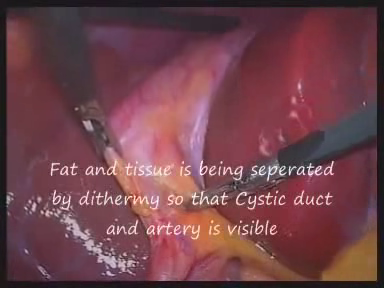 Fat and tissue is being seperated
by dithermy so that Cystic duct
and artery is visible